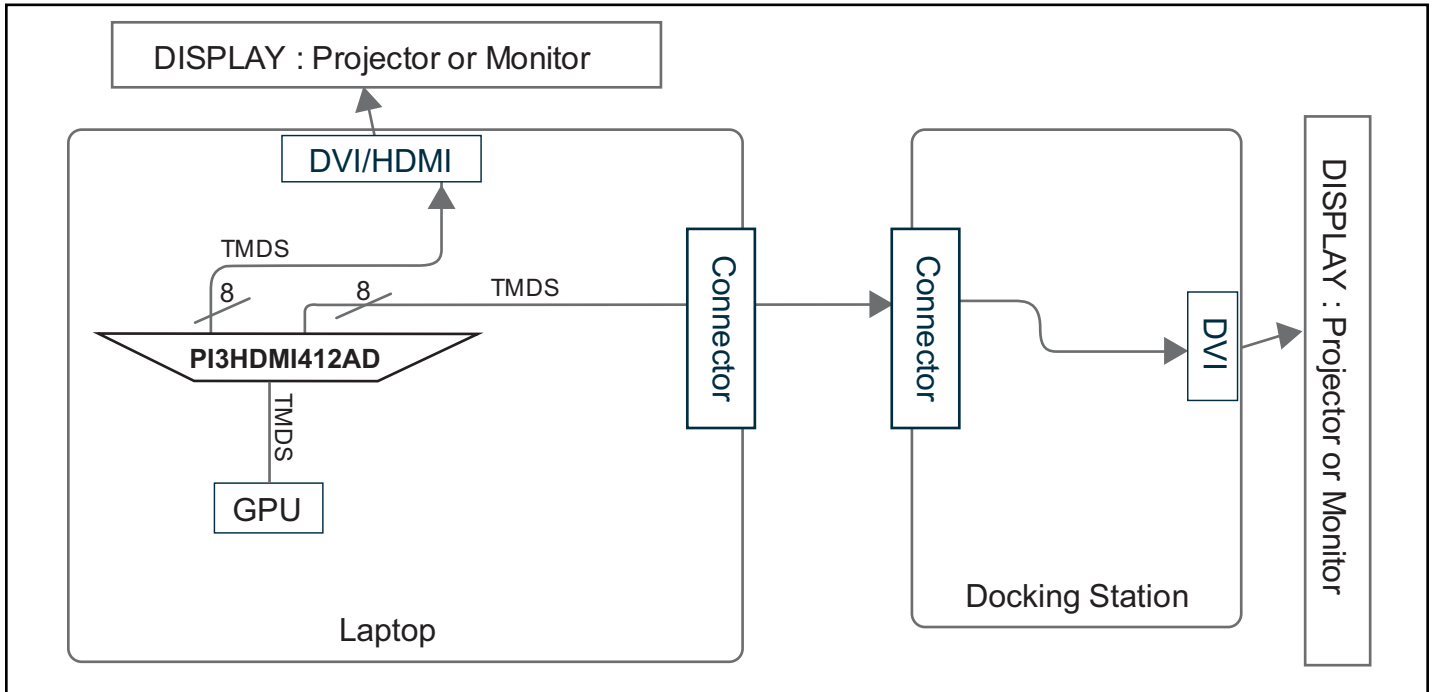 DISPLAY : Projector or Monitor
DVI/HDMI
TMDS
8
8
TMDS
PI3HDMI412AD
TMDS
GPU
Laptop
Connector
Connector
DVI
Docking Station
DISPLAY : Projector or Monitor